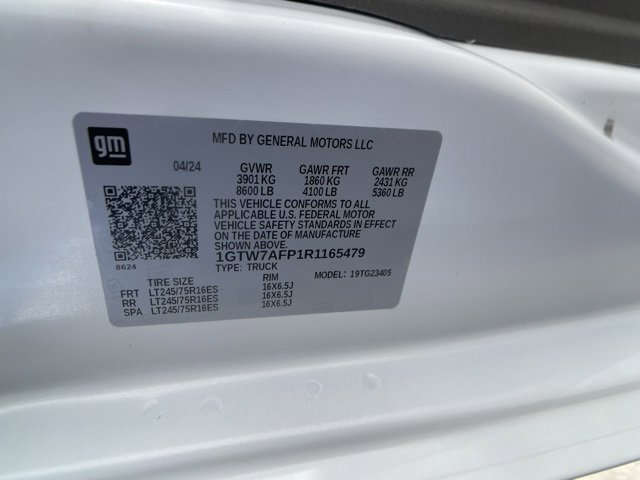 gm
MFD BY GENERAL MOTORS LLC
04/24 GVWR GAWR FRT GAWR RR
3901 KG 1860 KG 2431 KG
8600 LB 4100 LB 5360 LB
THIS VEHICLE CONFORMS TO ALL
APPLICABLE U.S. FEDERAL MOTOR
VEHICLE SAFETY STANDARDS IN EFFECT
ON THE DATE OF MANUFACTURE
SHOWN ABOVE.
8624
1GTW7AFP1R1165479
TYPE: TRUCK MODEL: 19TG23405
TIRE SIZE RIM
FRT LT245/75R16ES 16X6.5J
RR LT245/75R16ES 16X6.5J
SPA LT245/75R16ES 16X6.5J